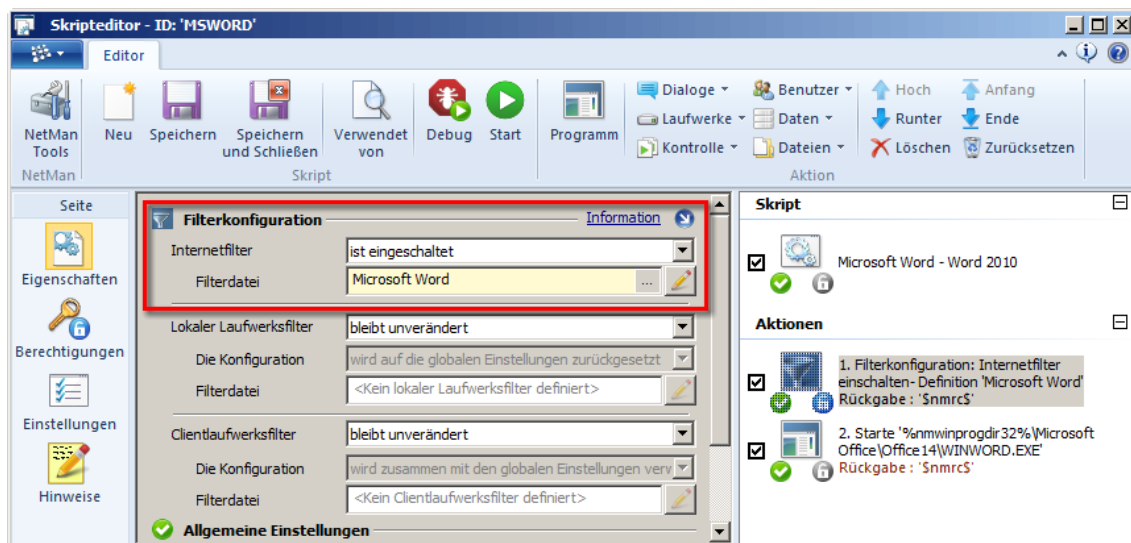 Skripteditor - ID: 'MSWORD'
Editor
NetMan Tools
Neu
Speichern
Speichern und Schließen
Verwendet von
Debug
Start
Programm
Dialoge
Laufwerke
Kontrolle
Benutzer
Daten
Dateien
Hoch
Runter
Löschen
Anfang
Ende
Zurücksetzen
NetMan
Skript
Aktion
Seite
Eigenschaften
Berechtigungen
Einstellungen
Hinweise
Filterkonfiguration
Information
Internetfilter
ist eingeschaltet
Filterdatei
Microsoft Word
...
Lokaler Laufwerksfilter
bleibt unverändert
Die Konfiguration
wird auf die globalen Einstellungen zurückgesetzt
Filterdatei
<Kein lokaler Laufwerksfilter definiert>
Clientlaufwerksfilter
bleibt unverändert
Die Konfiguration
wird zusammen mit den globalen Einstellungen verv
Filterdatei
<Kein Clientlaufwerksfilter definiert>
Allgemeine Einstellungen
Skript
Microsoft Word - Word 2010
Aktionen
1. Filterkonfiguration: Internetfilter
einschalten- Definition 'Microsoft Word'
Rückgabe : '$nmrc$'
2. Starte '%nmwinprogdir32%\Microsoft
Office\Office14\WINWORD.EXE'
Rückgabe : '$nmrc$'